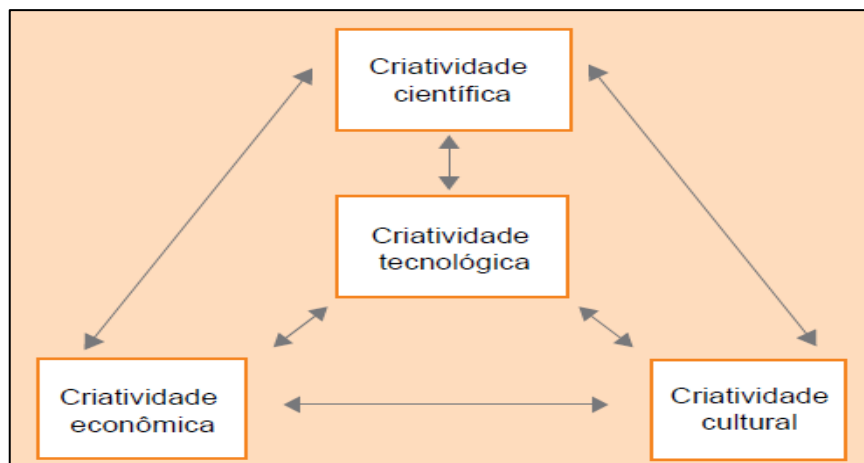 Criatividade
científica
Criatividade
tecnológica
Criatividade
econômica
Criatividade
cultural